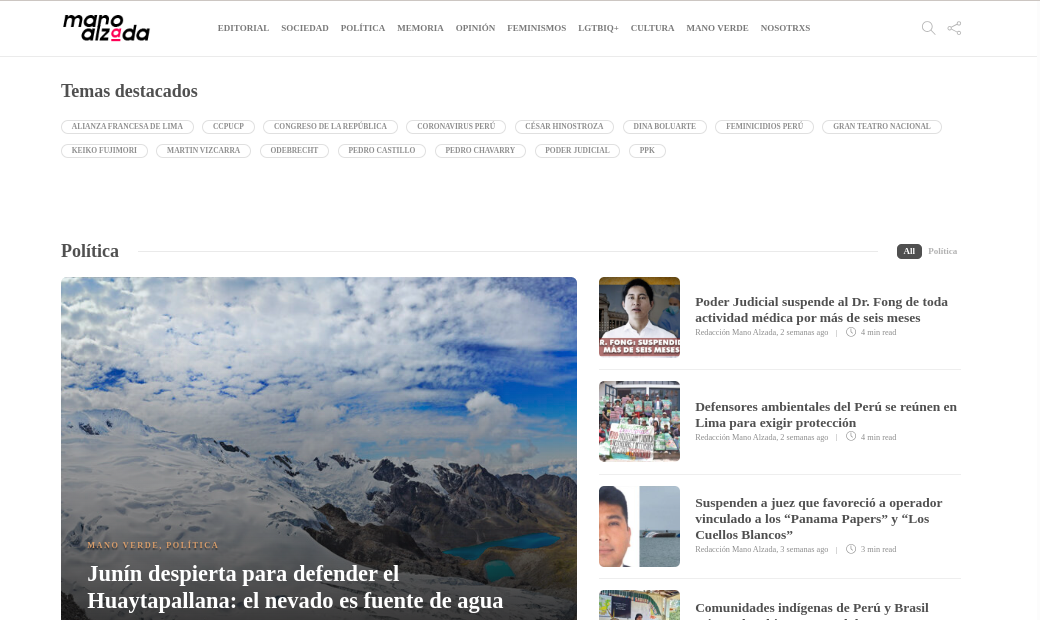 mano
alzada
EDITORIAL SOCIEDAD POLÍTICA MEMORIA OPINIÓN FEMINISMOS LGTBIQ+ CULTURA MANO VERDE NOSOTRXS
Temas destacados
ALIANZA FRANCESA DE LIMA CCPUCP CONGRESO DE LA REPÚBLICA CORONAVIRUS PERÚ CÉSAR HINOSTROZA DINA BOLUARTE FEMINICIDIOS PERÚ GRAN TEATRO NACIONAL
KEIKO FUJIMORI MARTIN VIZCARRA ODEBRECHT PEDRO CASTILLO PEDRO CHAVARRY PODER JUDICIAL PPK
Política
All Política
MANO VERDE, POLÍTICA
Junín despierta para defender el
Huaytapallana: el nevado es fuente de agua
R. FONG: SUSPENDID
MÁS DE SEIS MESES
Poder Judicial suspende al Dr. Fong de toda
actividad médica por más de seis meses
Redacción Mano Alzada, 2 semanas ago | 4 min read
Defensores ambientales del Perú se reúnen en
Lima para exigir protección
Redacción Mano Alzada, 2 semanas ago | 4 min read
Suspenden a juez que favoreció a operador
vinculado a los “Panama Papers” y “Los
Cuellos Blancos”
Redacción Mano Alzada, 3 semanas ago | 3 min read
Comunidades indígenas de Perú y Brasil